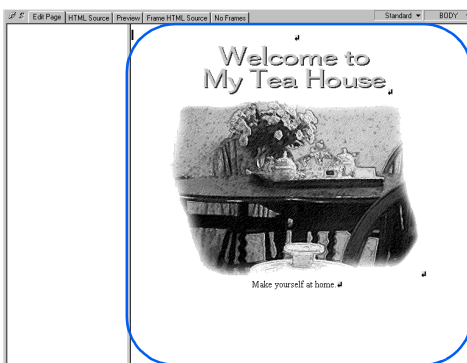 Edit Page HTML Source Preview Frame HTML Source No Frames Standard BODY
Welcome to
My Tea House
Make yourself at home.